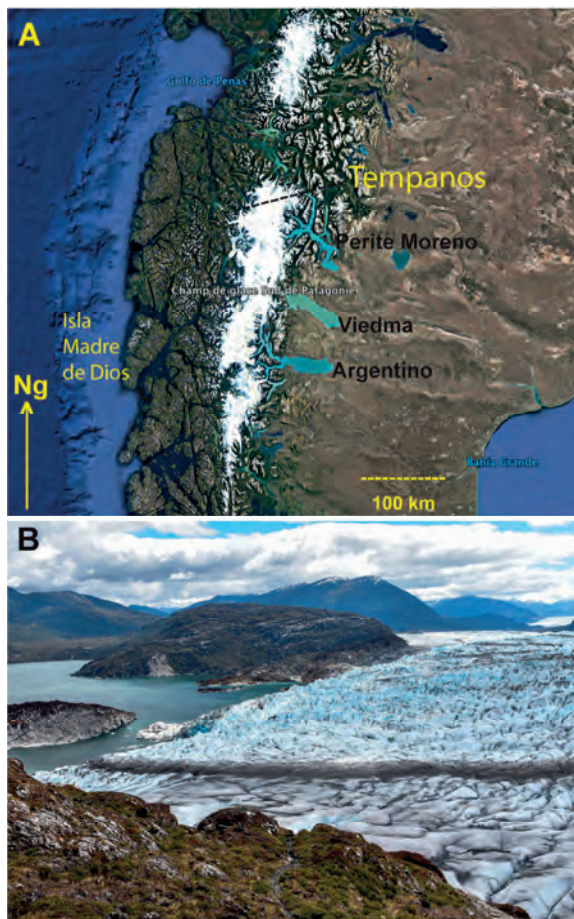 A
Golfo de Penas
Tempanos
Perite Moreno
Champ de glace Sud de Patagonie
Isla
Madre
de Dios
Viedma
Argentino
Ng
Bahía Grande
100 km
B